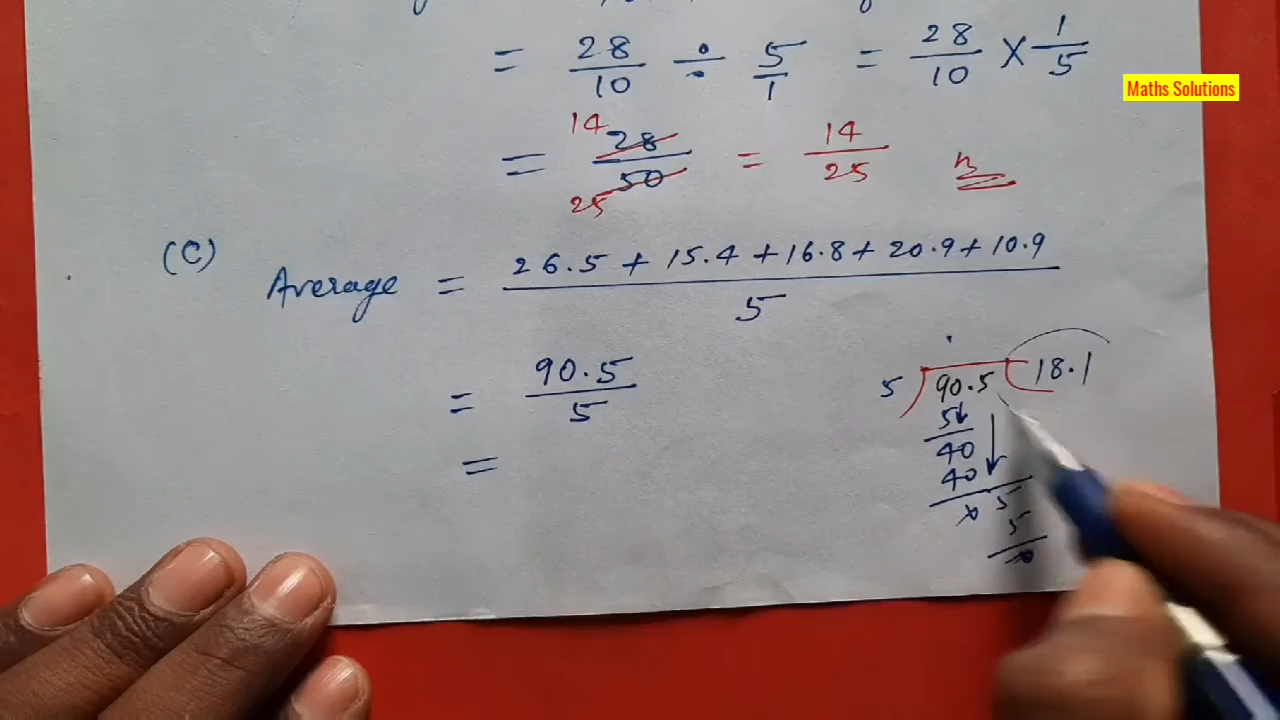 = 28/10 ÷ 5/1 = 28/10 × 1/5
Maths Solutions
14 25
= 28/50 = 14/25
(C) Average = 26.5 + 15.4 + 16.8 + 20.9 + 10.9 / 5
= 90.5/5
=
5 ) 90.5 ( 18.1
5
40
40
× 5
5
×